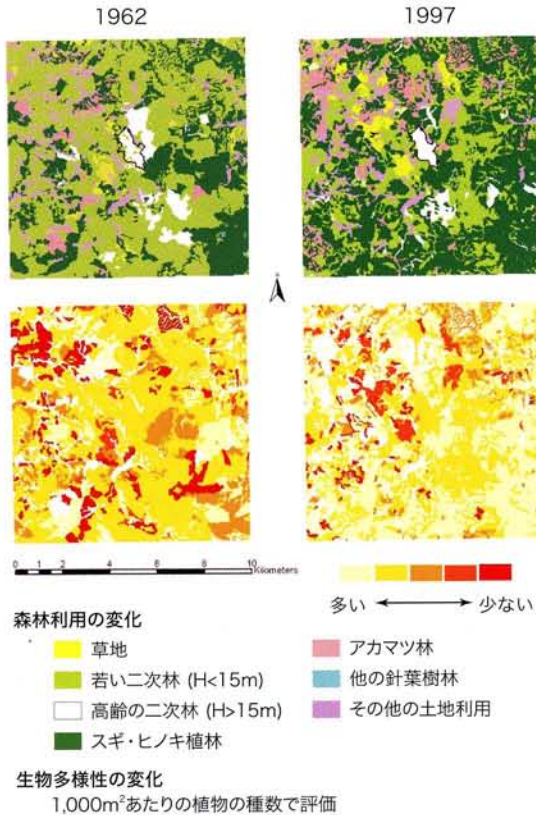 1962
1997
0 1 2 4 6 8 10 Kilometers
多い 少ない
森林利用の変化
草地
若い二次林 (H<15m)
高齢の二次林 (H>15m)
スギ・ヒノキ植林
アカマツ林
他の針葉樹林
その他の土地利用
生物多様性の変化
1,000m²あたりの植物の種数で評価